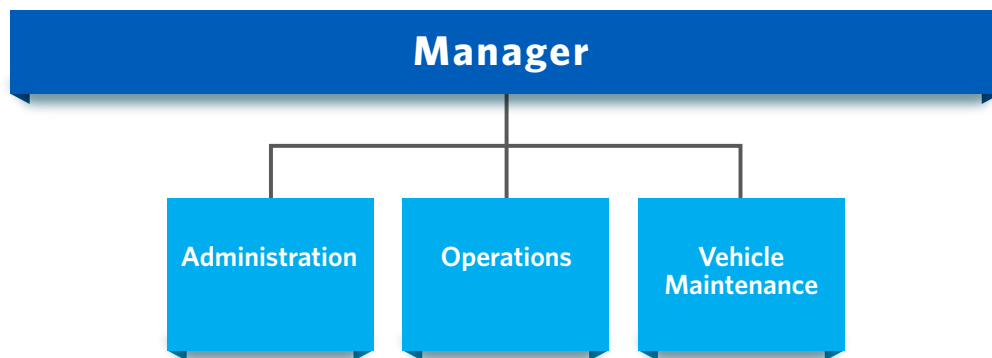 Manager
Administration
Operations
Vehicle
Maintenance